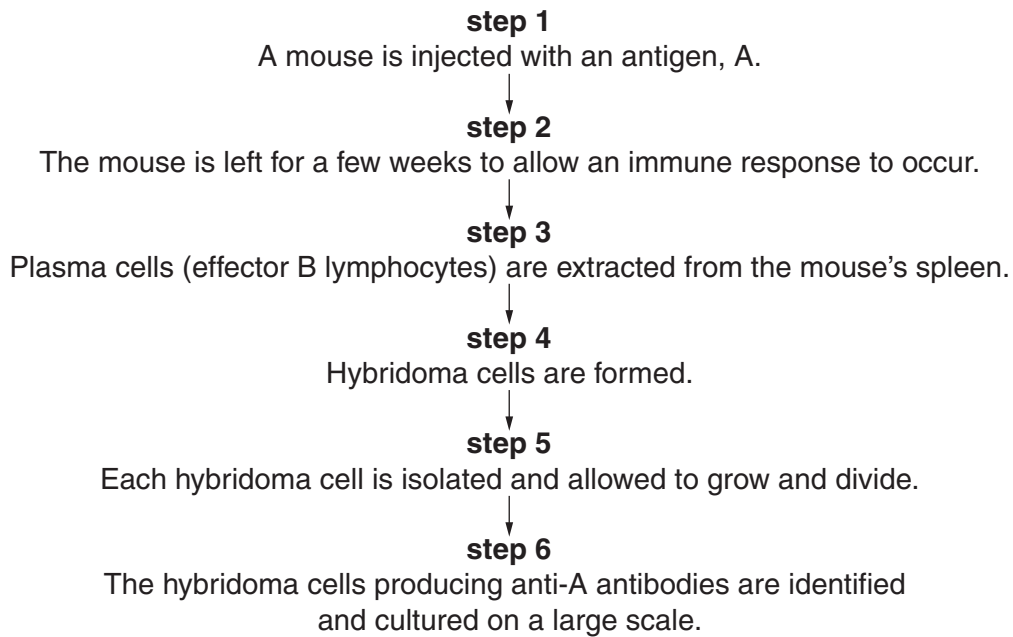 step 1
A mouse is injected with an antigen, A.
step 2
The mouse is left for a few weeks to allow an immune response to occur.
step 3
Plasma cells (effector B lymphocytes) are extracted from the mouse’s spleen.
step 4
Hybridoma cells are formed.
step 5
Each hybridoma cell is isolated and allowed to grow and divide.
step 6
The hybridoma cells producing anti-A antibodies are identified
and cultured on a large scale.